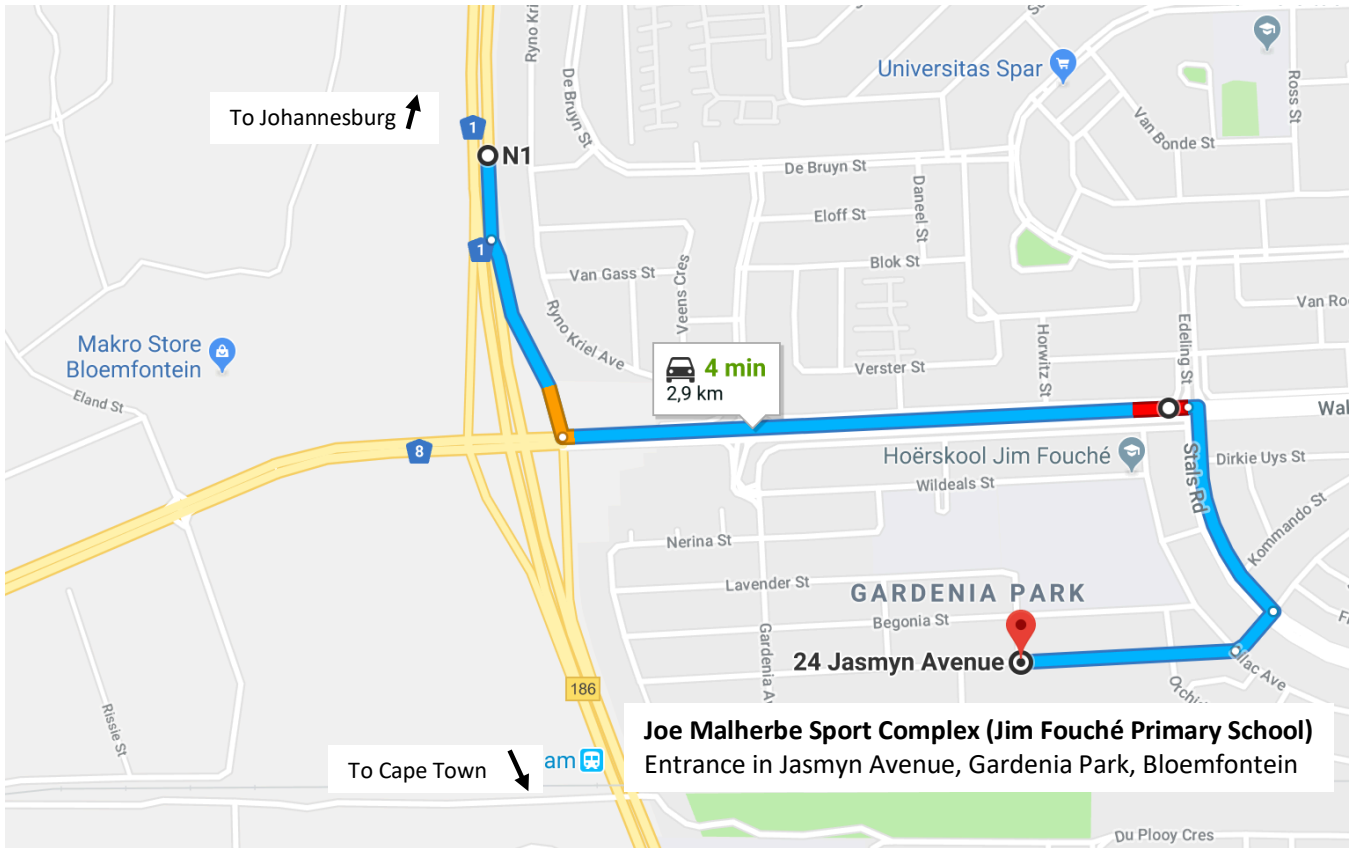 Ryno Kri
De Bruyn St
Universitas Spar
Ross St
Van Bonde St
To Johannesburg
1
N1
De Bruyn St
Daneel St
Eloff St
1
Blok St
Van Gass St
Veens Cres
Ryno Kriel Ave
Van Roo
Horwitz St
Edeling St
Makro Store
Bloemfontein
Eland St
4 min
2,9 km
Verster St
Wal
8
Hoërskool Jim Fouché
Stals Rd
Dirkie Uys St
Wildeals St
Kommando St
Nerina St
Lavender St
GARDENIA PARK
Begonia St
Gardenia A
24 Jasmyn Avenue
lac Ave
Orchi
186
Rissie St
Joe Malherbe Sport Complex (Jim Fouché Primary School)
Entrance in Jasmyn Avenue, Gardenia Park, Bloemfontein
am
To Cape Town
Du Plooy Cres